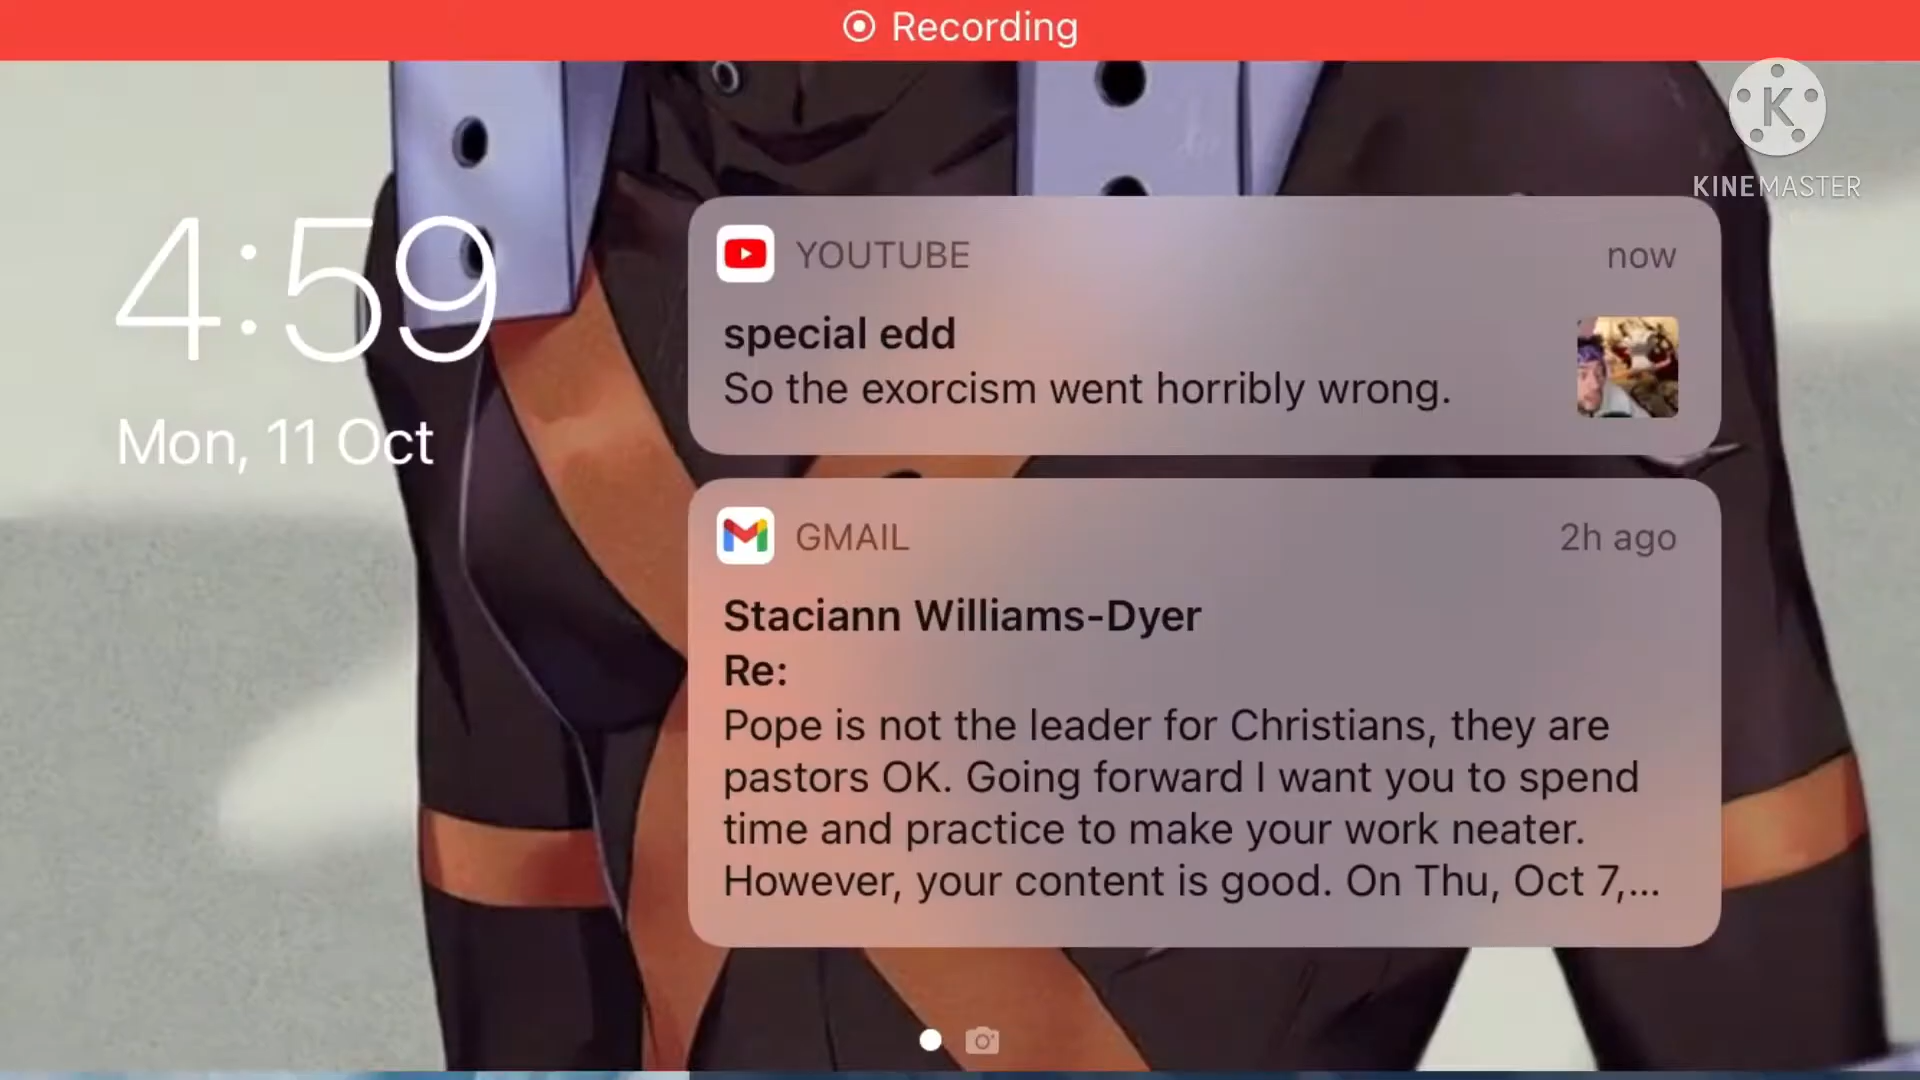 Recording
K
KINEMASTER
4:59
Mon, 11 Oct
YOUTUBE
now
special edd
So the exorcism went horribly wrong.
GMAIL
2h ago
Staciann Williams-Dyer
Re:
Pope is not the leader for Christians, they are
pastors OK. Going forward I want you to spend
time and practice to make your work neater.
However, your content is good. On Thu, Oct 7,...